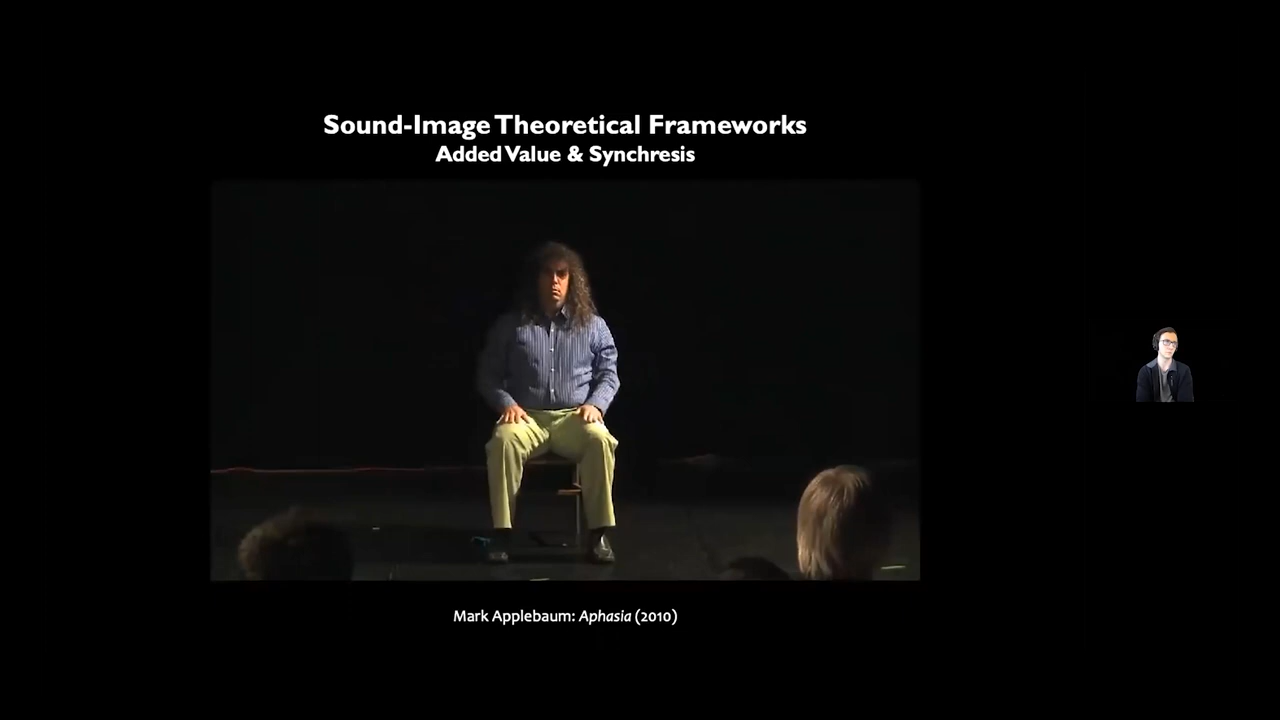 Sound-Image Theoretical Frameworks
Added Value & Synchresis
Mark Applebaum: Aphasia (2010)